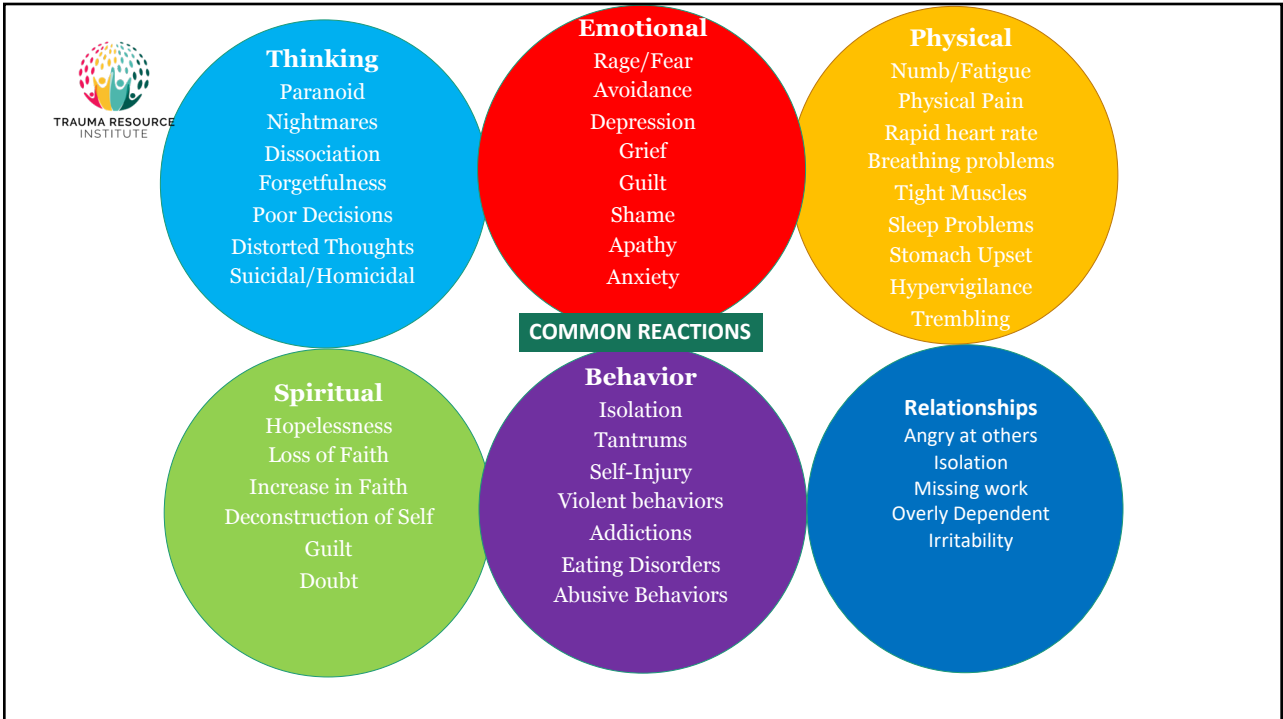 TRAUMA RESOURCE
INSTITUTE
Thinking
Paranoid
Nightmares
Dissociation
Forgetfulness
Poor Decisions
Distorted Thoughts
Suicidal/Homicidal
Emotional
Rage/Fear
Avoidance
Depression
Grief
Guilt
Shame
Apathy
Anxiety
Physical
Numb/Fatigue
Physical Pain
Rapid heart rate
Breathing problems
Tight Muscles
Sleep Problems
Stomach Upset
Hypervigilance
Trembling
COMMON REACTIONS
Spiritual
Hopelessness
Loss of Faith
Increase in Faith
Deconstruction of Self
Guilt
Doubt
Behavior
Isolation
Tantrums
Self-Injury
Violent behaviors
Addictions
Eating Disorders
Abusive Behaviors
Relationships
Angry at others
Isolation
Missing work
Overly Dependent
Irritability